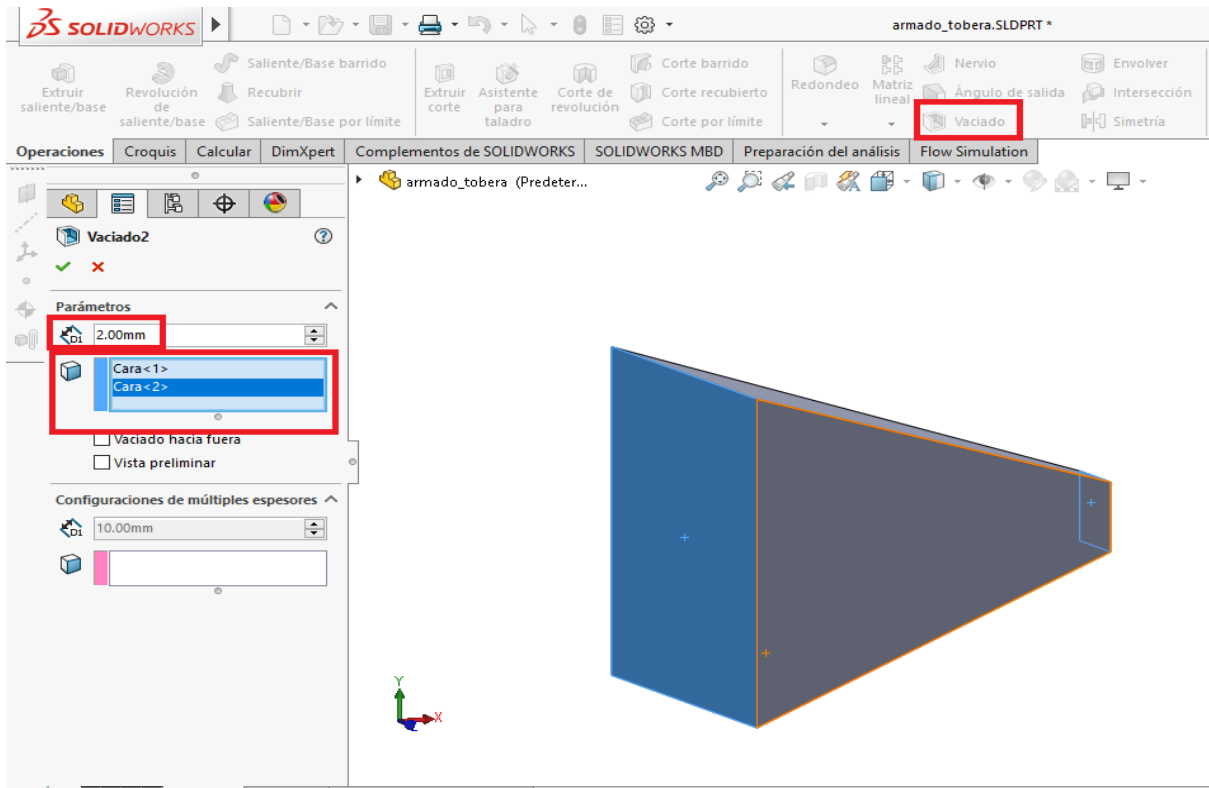 SOLIDWORKS
armado_tobera.SLDPRT *
Extruir saliente/base
Revolución de saliente/base
Saliente/Base barrido
Recubrir
Saliente/Base por límite
Extruir corte
Asistente para taladro
Corte de revolución
Corte barrido
Corte recubierto
Corte por límite
Redondeo
Matriz lineal
Nervio
Ángulo de salida
Vaciado
Envolver
Intersección
Simetría
Operaciones
Croquis
Calcular
DimXpert
Complementos de SOLIDWORKS
SOLIDWORKS MBD
Preparación del análisis
Flow Simulation
armado_tobera (Predeter...
Vaciado2
Parámetros
D1
2.00mm
Cara<1>
Cara<2>
Vaciado hacia fuera
Vista preliminar
Configuraciones de múltiples espesores
D1
10.00mm
Y
X